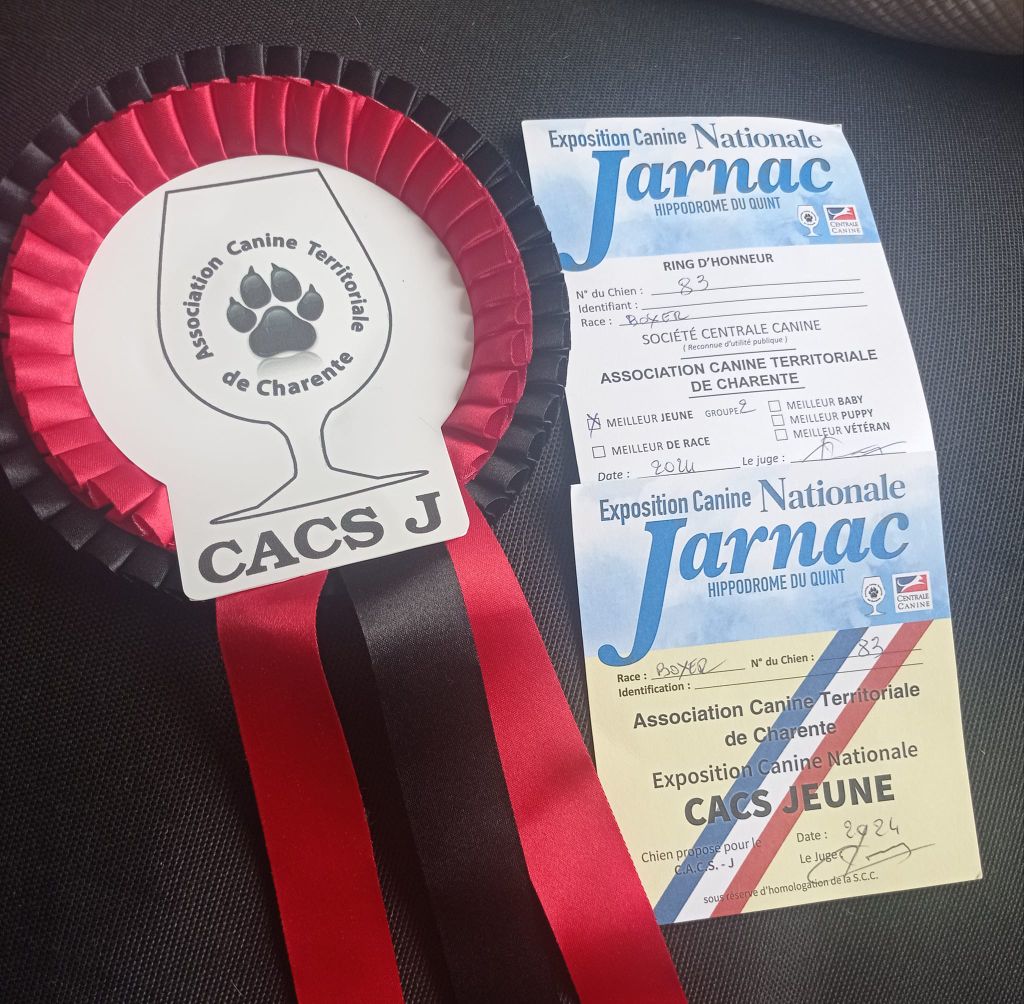 Association Canine Territoriale
de Charente
CACS J
Exposition Canine Nationale
Jarnac
HIPPODROME DU QUINT
CENTRALE
CANINE
RING D'HONNEUR
N° du Chien : 83
Identifiant :
Race : BOXER
SOCIÉTÉ CENTRALE CANINE
( Reconnue d'utilité publique )
ASSOCIATION CANINE TERRITORIALE
DE CHARENTE
MEILLEUR JEUNE GROUPE 2
MEILLEUR DE RACE
MEILLEUR BABY
MEILLEUR PUPPY
MEILLEUR VÉTÉRAN
Date : 2024 Le juge :
Exposition Canine Nationale
Jarnac
HIPPODROME DU QUINT
CENTRALE
CANINE
Race : BOXER N° du Chien : 83
Identification :
Association Canine Territoriale
de Charente
Exposition Canine Nationale
CACS JEUNE
Date : 2024
Chien proposé pour le
C.A.C.S. - J
Le Juge
sous réserve d'homologation de la S.C.C.